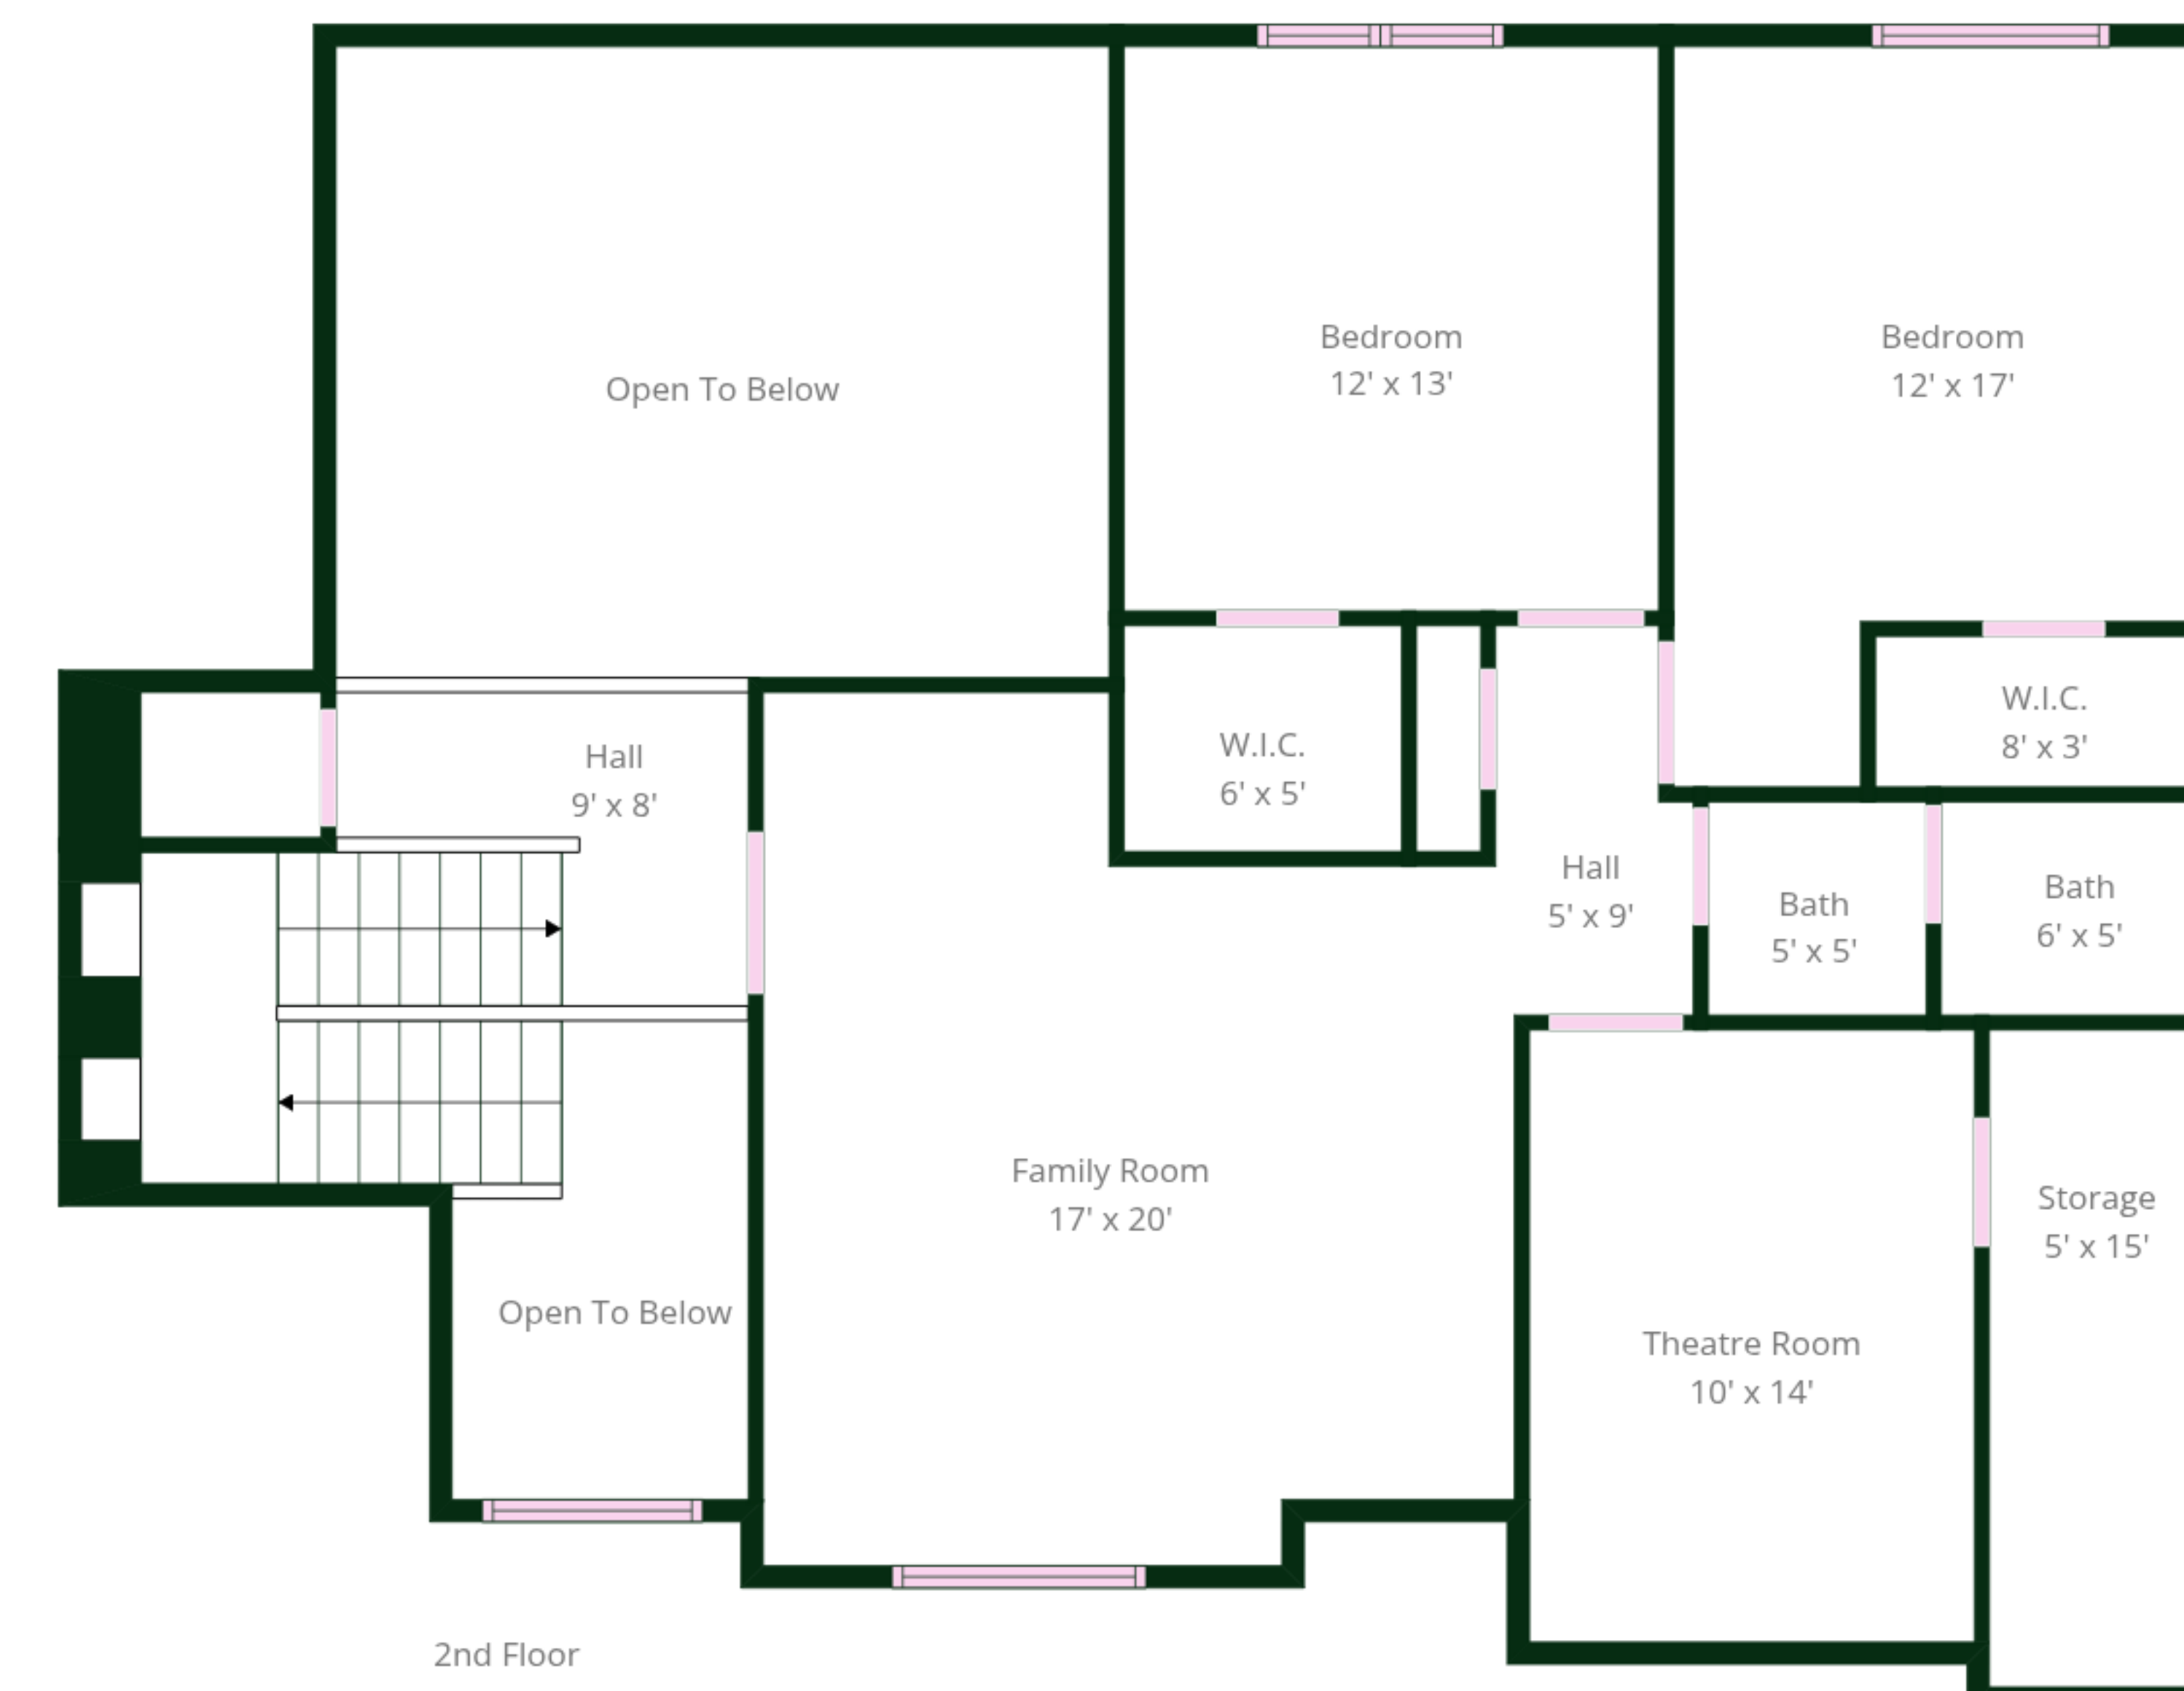 Open To Below
Bedroom
12' x 13'
Bedroom
12' x 17'
Hall
9' x 8'
W.I.C.
6' x 5'
W.I.C.
8' x 3'
Hall
5' x 9'
Bath
5' x 5'
Bath
6' x 5'
Family Room
17' x 20'
Storage
5' x 15'
Open To Below
Theatre Room
10' x 14'
2nd Floor